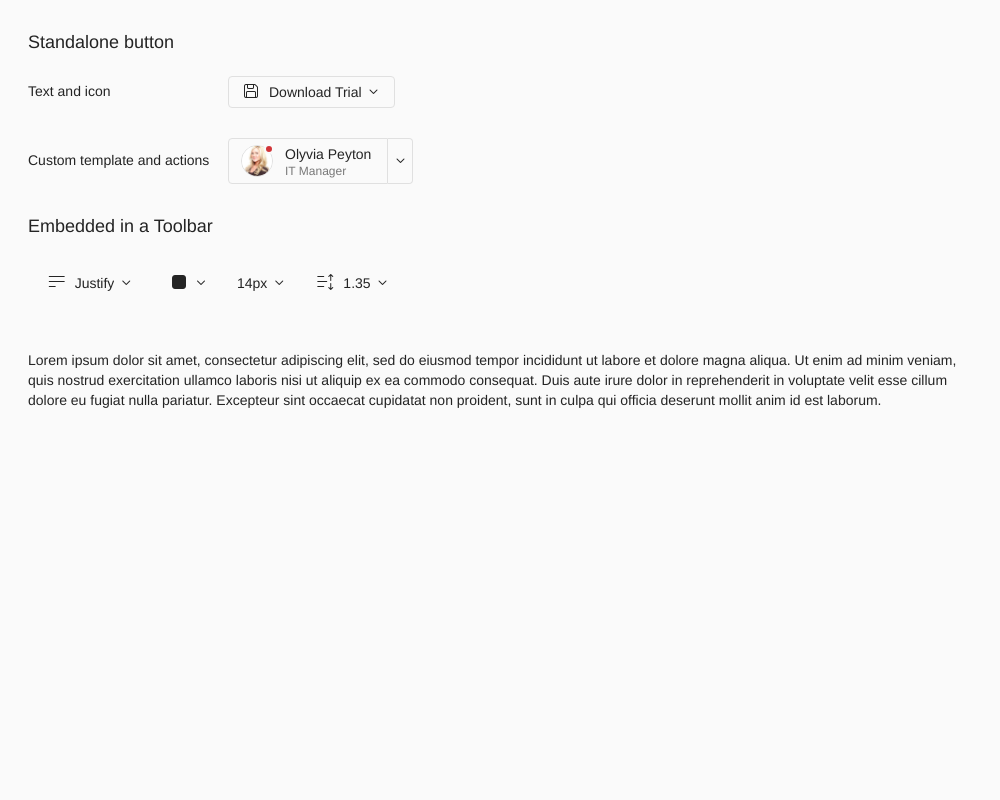 Standalone button
Text and icon
Download Trial
Custom template and actions
Olyvia Peyton
IT Manager
Embedded in a Toolbar
Justify
14px
1.35
Lorem ipsum dolor sit amet, consectetur adipiscing elit, sed do eiusmod tempor incididunt ut labore et dolore magna aliqua. Ut enim ad minim veniam,
quis nostrud exercitation ullamco laboris nisi ut aliquip ex ea commodo consequat. Duis aute irure dolor in reprehenderit in voluptate velit esse cillum
dolore eu fugiat nulla pariatur. Excepteur sint occaecat cupidatat non proident, sunt in culpa qui officia deserunt mollit anim id est laborum.